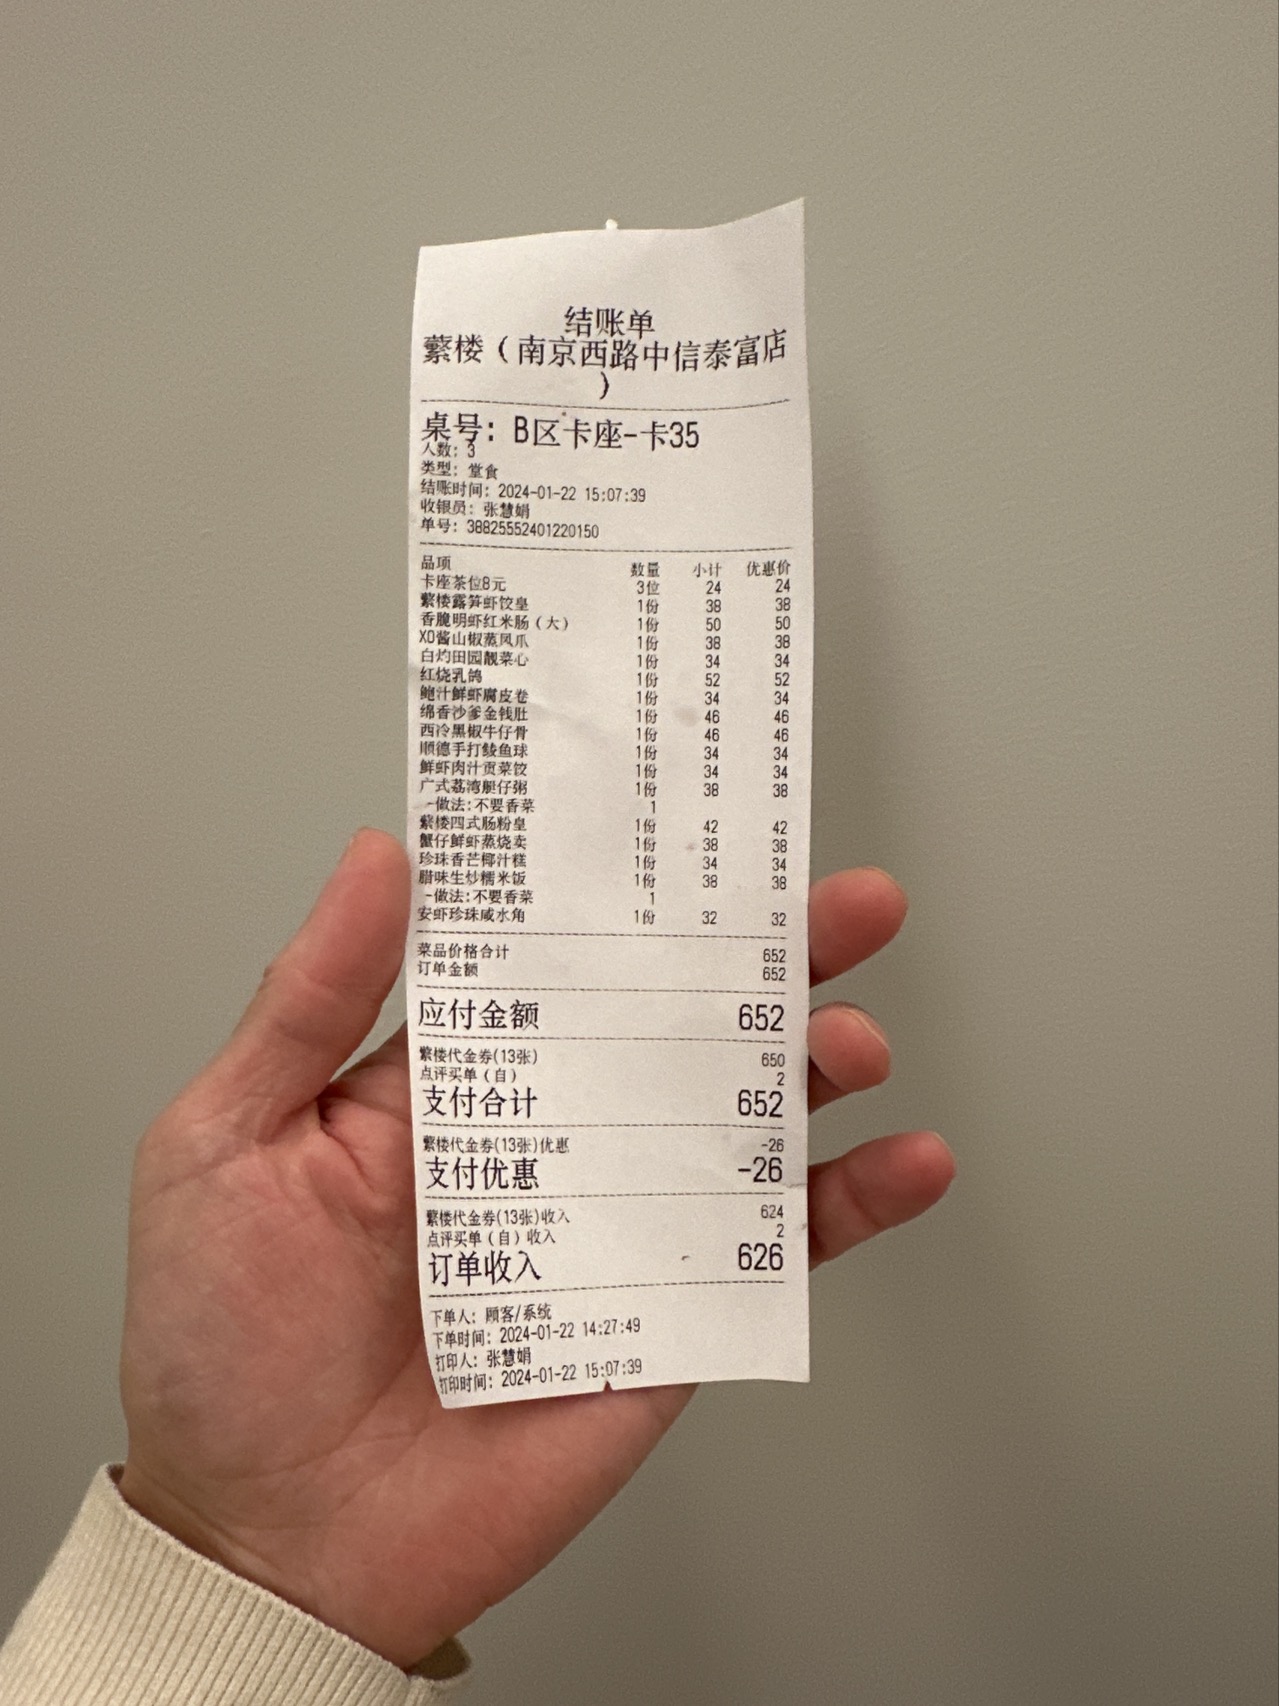 结账单
蘩楼（南京西路中信泰富店
）
桌号：B区卡座-卡35
人数：3
类型：堂食
结账时间：2024-01-22 15:07:39
收银员：张慧娟
单号：38825552401220150
品项 数量 小计 优惠价
卡座茶位8元 3位 24 24
蘩楼露笋虾饺皇 1份 38 38
香脆明虾红米肠（大） 1份 50 50
XO酱山椒蒸凤爪 1份 38 38
白灼田园靓菜心 1份 34 34
红烧乳鸽 1份 52 52
鲍汁鲜虾腐皮卷 1份 34 34
绵香沙爹金钱肚 1份 46 46
西冷黑椒牛仔骨 1份 46 46
顺德手打鲮鱼球 1份 34 34
鲜虾肉汁贡菜饺 1份 34 34
广式荔湾艇仔粥 1份 38 38
-做法:不要香菜 1
蘩楼四式肠粉皇 1份 42 42
蟹仔鲜虾蒸烧卖 1份 38 38
珍珠香芒椰汁糕 1份 34 34
腊味生炒糯米饭 1份 38 38
-做法:不要香菜 1
安虾珍珠咸水角 1份 32 32
菜品价格合计 652
订单金额 652
应付金额 652
蘩楼代金券(13张) 650
点评买单（自） 2
支付合计 652
蘩楼代金券(13张)优惠 -26
支付优惠 -26
蘩楼代金券(13张)收入 624
点评买单（自）收入 2
订单收入 626
下单人：顾客/系统
下单时间：2024-01-22 14:27:49
打印人：张慧娟
打印时间：2024-01-22 15:07:39